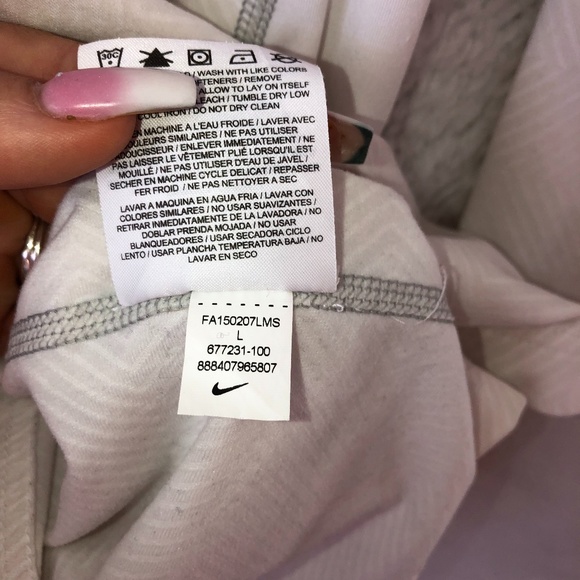 30C
/ WASH WITH LIKE COLORS
SOFTENERS / REMOVE
ALLOW TO LAY ON ITSELF
BLEACH / TUMBLE DRY LOW
COOL IRON / DO NOT DRY CLEAN
EN MACHINE A L'EAU FROIDE / LAVER AVEC
COULEURS SIMILAIRES / NE PAS UTILISER
ADOUCISSEUR / ENLEVER IMMEDIATEMENT / NE
PAS LAISSER LE VÊTEMENT PLIÉ LORSQU'IL EST
MOUILLÉ / NE PAS UTILISER D'EAU DE JAVEL/
SECHER EN MACHINE CYCLE DELICAT / REPASSER
FER FROID / NE PAS NETTOYER A SEC
LAVAR A MAQUINA EN AGUA FRIA / LAVAR CON
COLORES SIMILARES / NO USAR SUAVIZANTES /
RETIRAR INMEDIATAMENTE DE LA LAVADORA / NO
DOBLAR PRENDA MOJADA / NO USAR
BLANQUEADORES / USAR SECADORA CICLO
LENTO / USAR PLANCHA TEMPERATURA BAJA / NO
LAVAR EN SECO
FA150207LMS
L
677231-100
888407965807